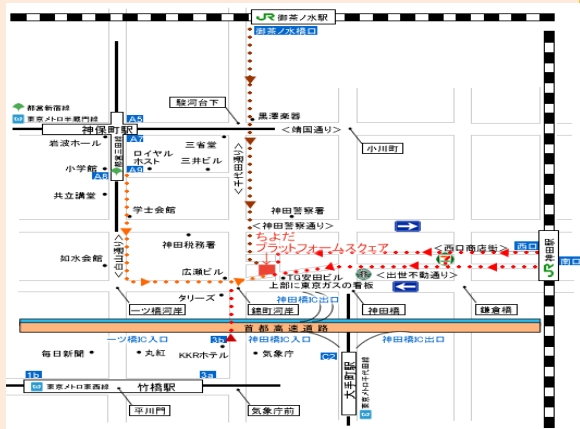 JR 御茶ノ水駅
御茶ノ水橋口
都営新宿線
東京メトロ半蔵門線
A5
駿河台下
黒澤楽器
神保町駅
<靖国通り>
岩波ホール
A7
都営三田線
ロイヤル
ホスト
三省堂
小川町
小学館
A8
A9
三井ビル
<千代田通り>
共立講堂
学士会館
神田警察署
<神田警察通り>
<白山通り>
神田税務署
ちよだ
プラットフォームスクェア
<西口商店街>
西口
JR 神田駅
南口
如水会館
広瀬ビル
TG安田ビル
上部に東京ガスの看板
<出世不動通り>
タリーズ
神田橋IC出口
一ツ橋河岸
錦町河岸
神田橋
鎌倉橋
首都高速道路
一ツ橋IC入口
3b
神田橋IC入口
神田橋IC出口
毎日新聞
丸紅
KKRホテル
気象庁
C2
大手町駅
東京メトロ千代田線
1b
3a
東京メトロ東西線
竹橋駅
平川門
気象庁前